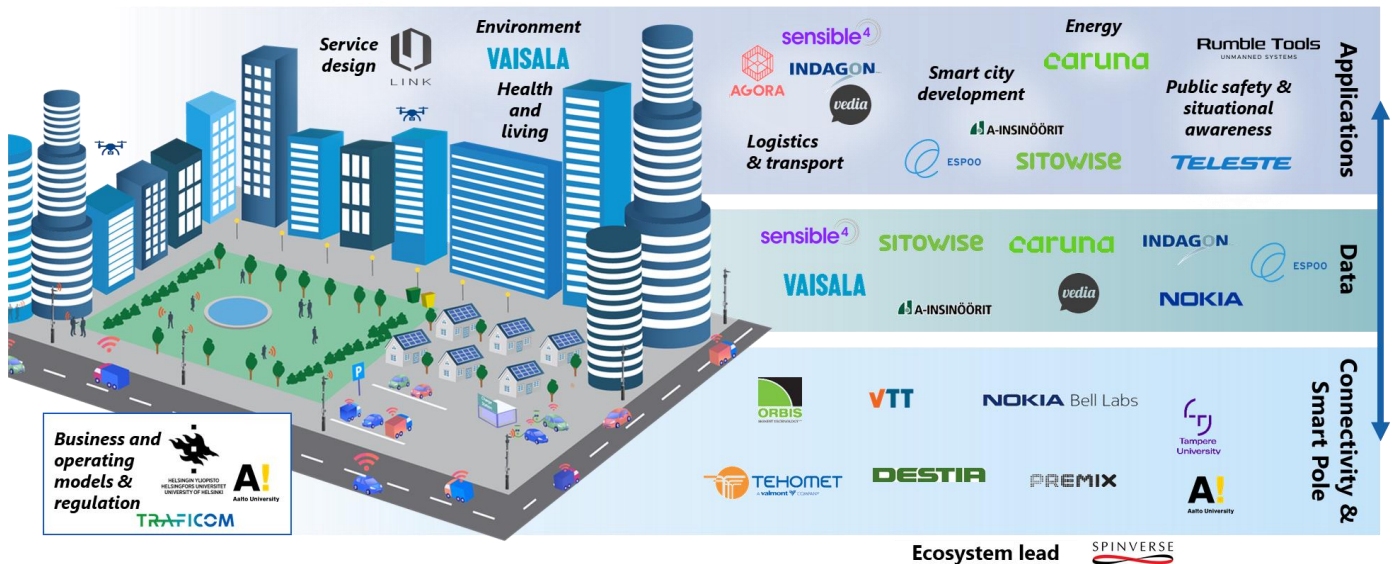 Service
design
LINK
Environment
VAISALA
Health
and
living
sensible4
AGORA
INDAGON
vedia
Logistics
& transport
Smart city
development
A-INSINÖÖRIT
ESPOO
SITOWISE
Energy
caruna
Rumble Tools
UNMANNED SYSTEMS
Public safety &
situational
awareness
TELESTE
Applications
sensible4
SITOWISE
caruna
INDAGON
ESPOO
VAISALA
A-INSINÖÖRIT
vedia
NOKIA
Data
P
ORBIS
VTT
NOKIA Bell Labs
Tampere
University
TEHOMET
A valmont COMPANY
DESTIA
PREMIX
A!
Aalto University
Connectivity &
Smart Pole
Business and
operating
models &
regulation
HELSINGIN YLIOPISTO
HELSINGFORS UNIVERSITET
UNIVERSITY OF HELSINKI
A!
Aalto University
TRAFICOM
Ecosystem lead
SPINVERSE